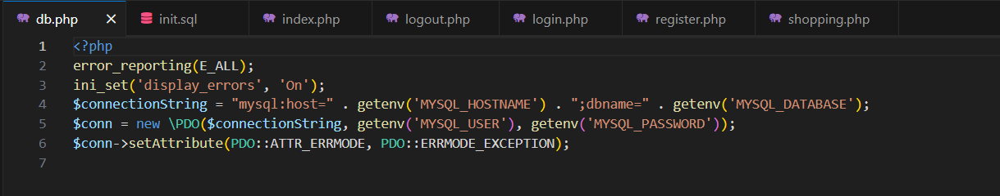 db.php init.sql index.php logout.php login.php register.php shopping.php
1 <?php
2 error_reporting(E_ALL);
3 ini_set('display_errors', 'On');
4 $connectionString = "mysql:host=" . getenv('MYSQL_HOSTNAME') . ";dbname=" . getenv('MYSQL_DATABASE');
5 $conn = new \PDO($connectionString, getenv('MYSQL_USER'), getenv('MYSQL_PASSWORD'));
6 $conn->setAttribute(PDO::ATTR_ERRMODE, PDO::ERRMODE_EXCEPTION);
7